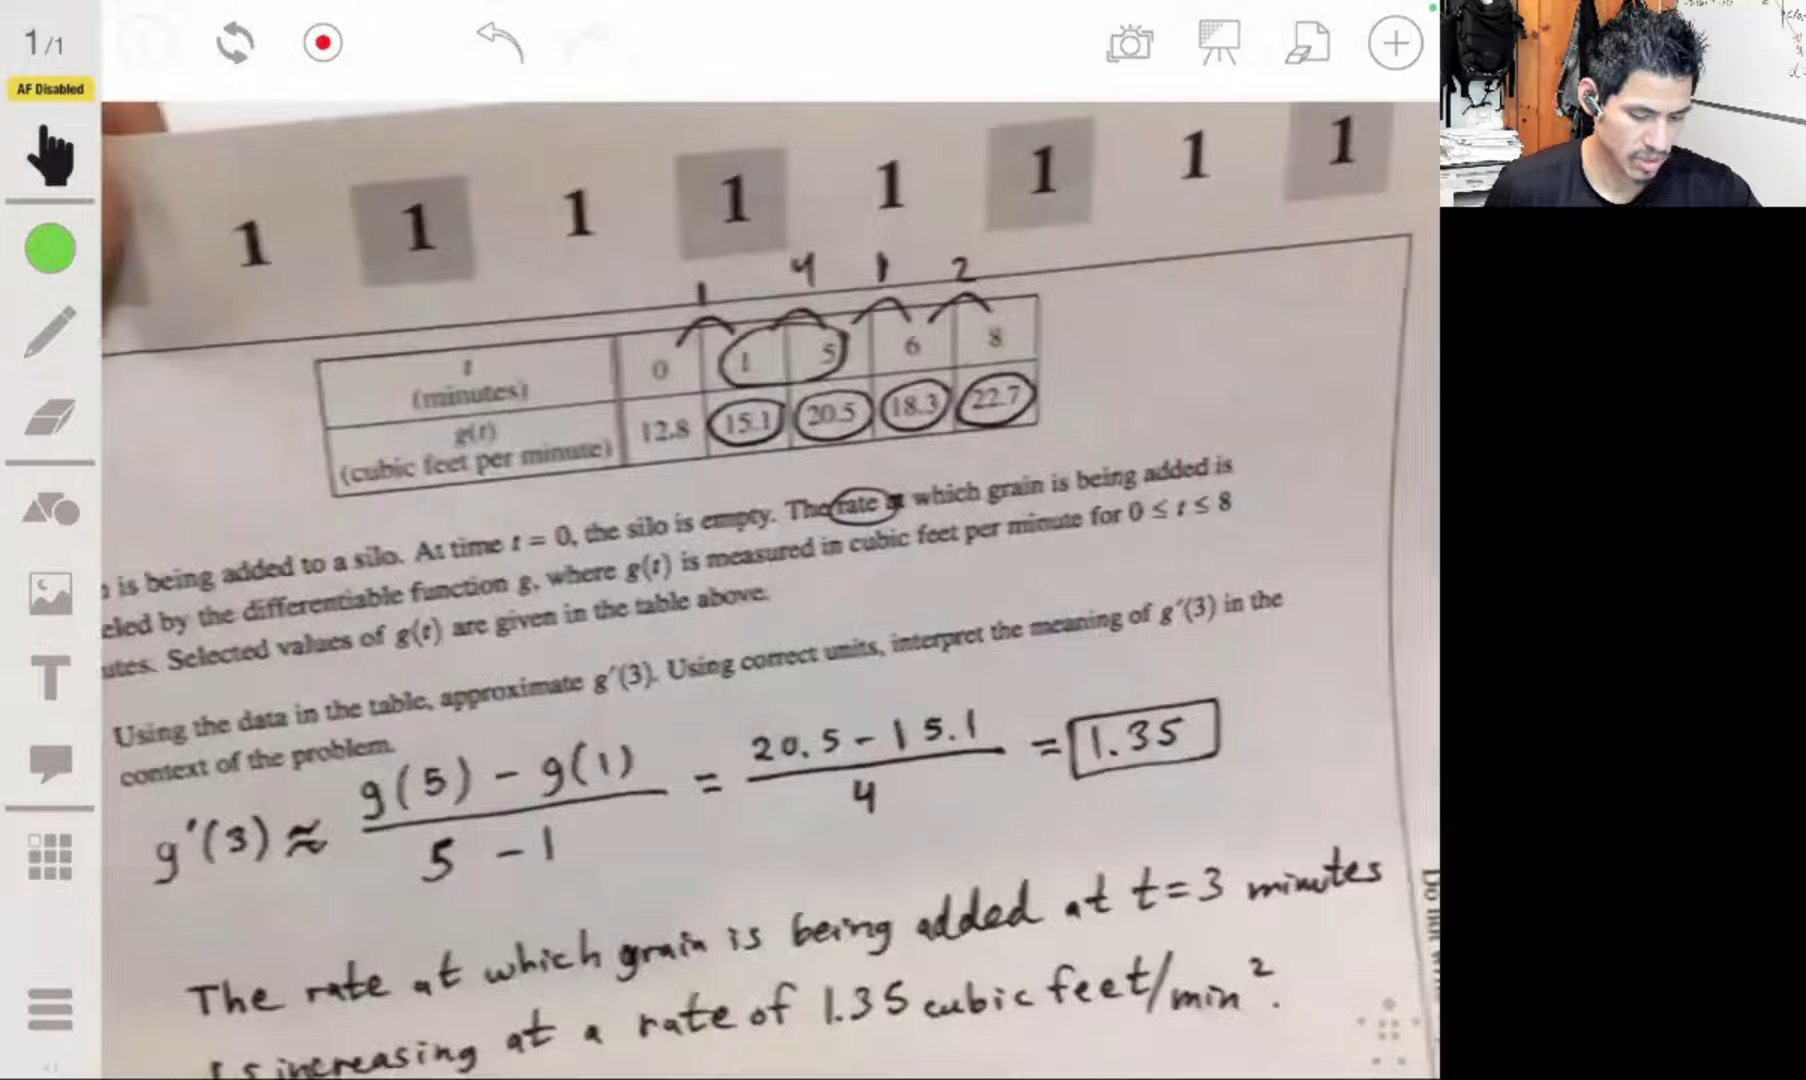 1/1
AF Disabled
1 1 1 1 1 1 1 1
1 4 1 2
t
(minutes)
0 1 5 6 8
g(t)
(cubic feet per minute)
12.8 15.1 20.5 18.3 22.7
is being added to a silo. At time t = 0, the silo is empty. The rate at which grain is being added is
eled by the differentiable function g, where g(t) is measured in cubic feet per minute for 0 ≤ t ≤ 8
utes. Selected values of g(t) are given in the table above.
Using the data in the table, approximate g′(3). Using correct units, interpret the meaning of g′(3) in the
context of the problem.
g'(3) ≈ g(5) - g(1) / 5 - 1 = 20.5 - 15.1 / 4 = 1.35
The rate at which grain is being added at t=3 minutes
is increasing at a rate of 1.35 cubic feet/min².
T
Do not